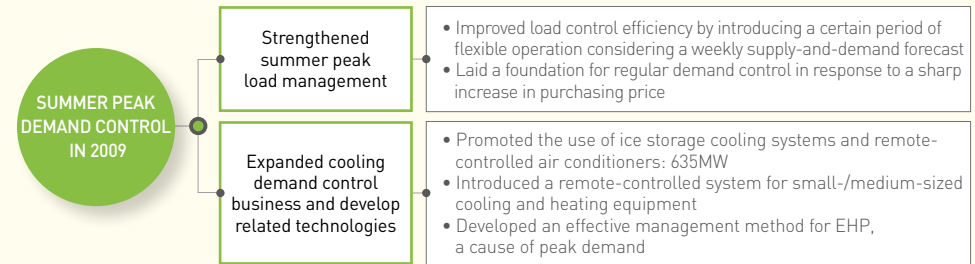 SUMMER PEAK
DEMAND CONTROL
IN 2009
Strengthened
summer peak
load management
• Improved load control efficiency by introducing a certain period of
flexible operation considering a weekly supply-and-demand forecast
• Laid a foundation for regular demand control in response to a sharp
increase in purchasing price
Expanded cooling
demand control
business and develop
related technologies
• Promoted the use of ice storage cooling systems and remote-
controlled air conditioners: 635MW
• Introduced a remote-controlled system for small-/medium-sized
cooling and heating equipment
• Developed an effective management method for EHP,
a cause of peak demand